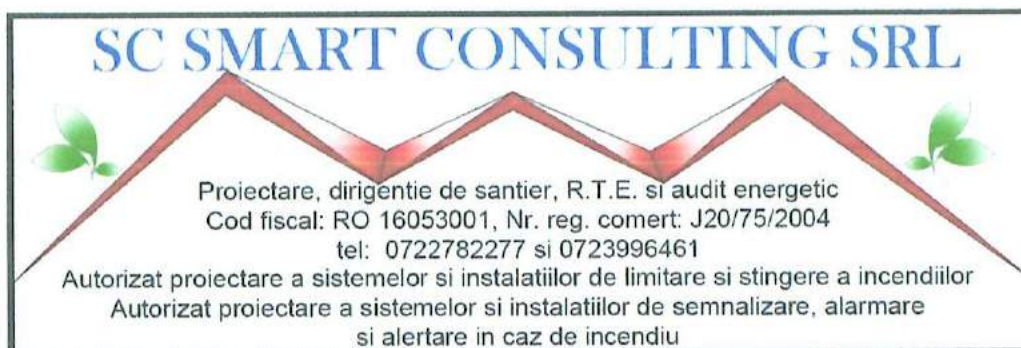 SC SMART CONSULTING SRL
Proiectare, dirigentie de santier, R.T.E. si audit energetic
Cod fiscal: RO 16053001, Nr. reg. comert: J20/75/2004
tel: 0722782277 si 0723996461
Autorizat proiectare a sistemelor si instalatiilor de limitare si stingere a incendiilor
Autorizat proiectare a sistemelor si instalatiilor de semnalizare, alarmare
si alertare in caz de incendiu